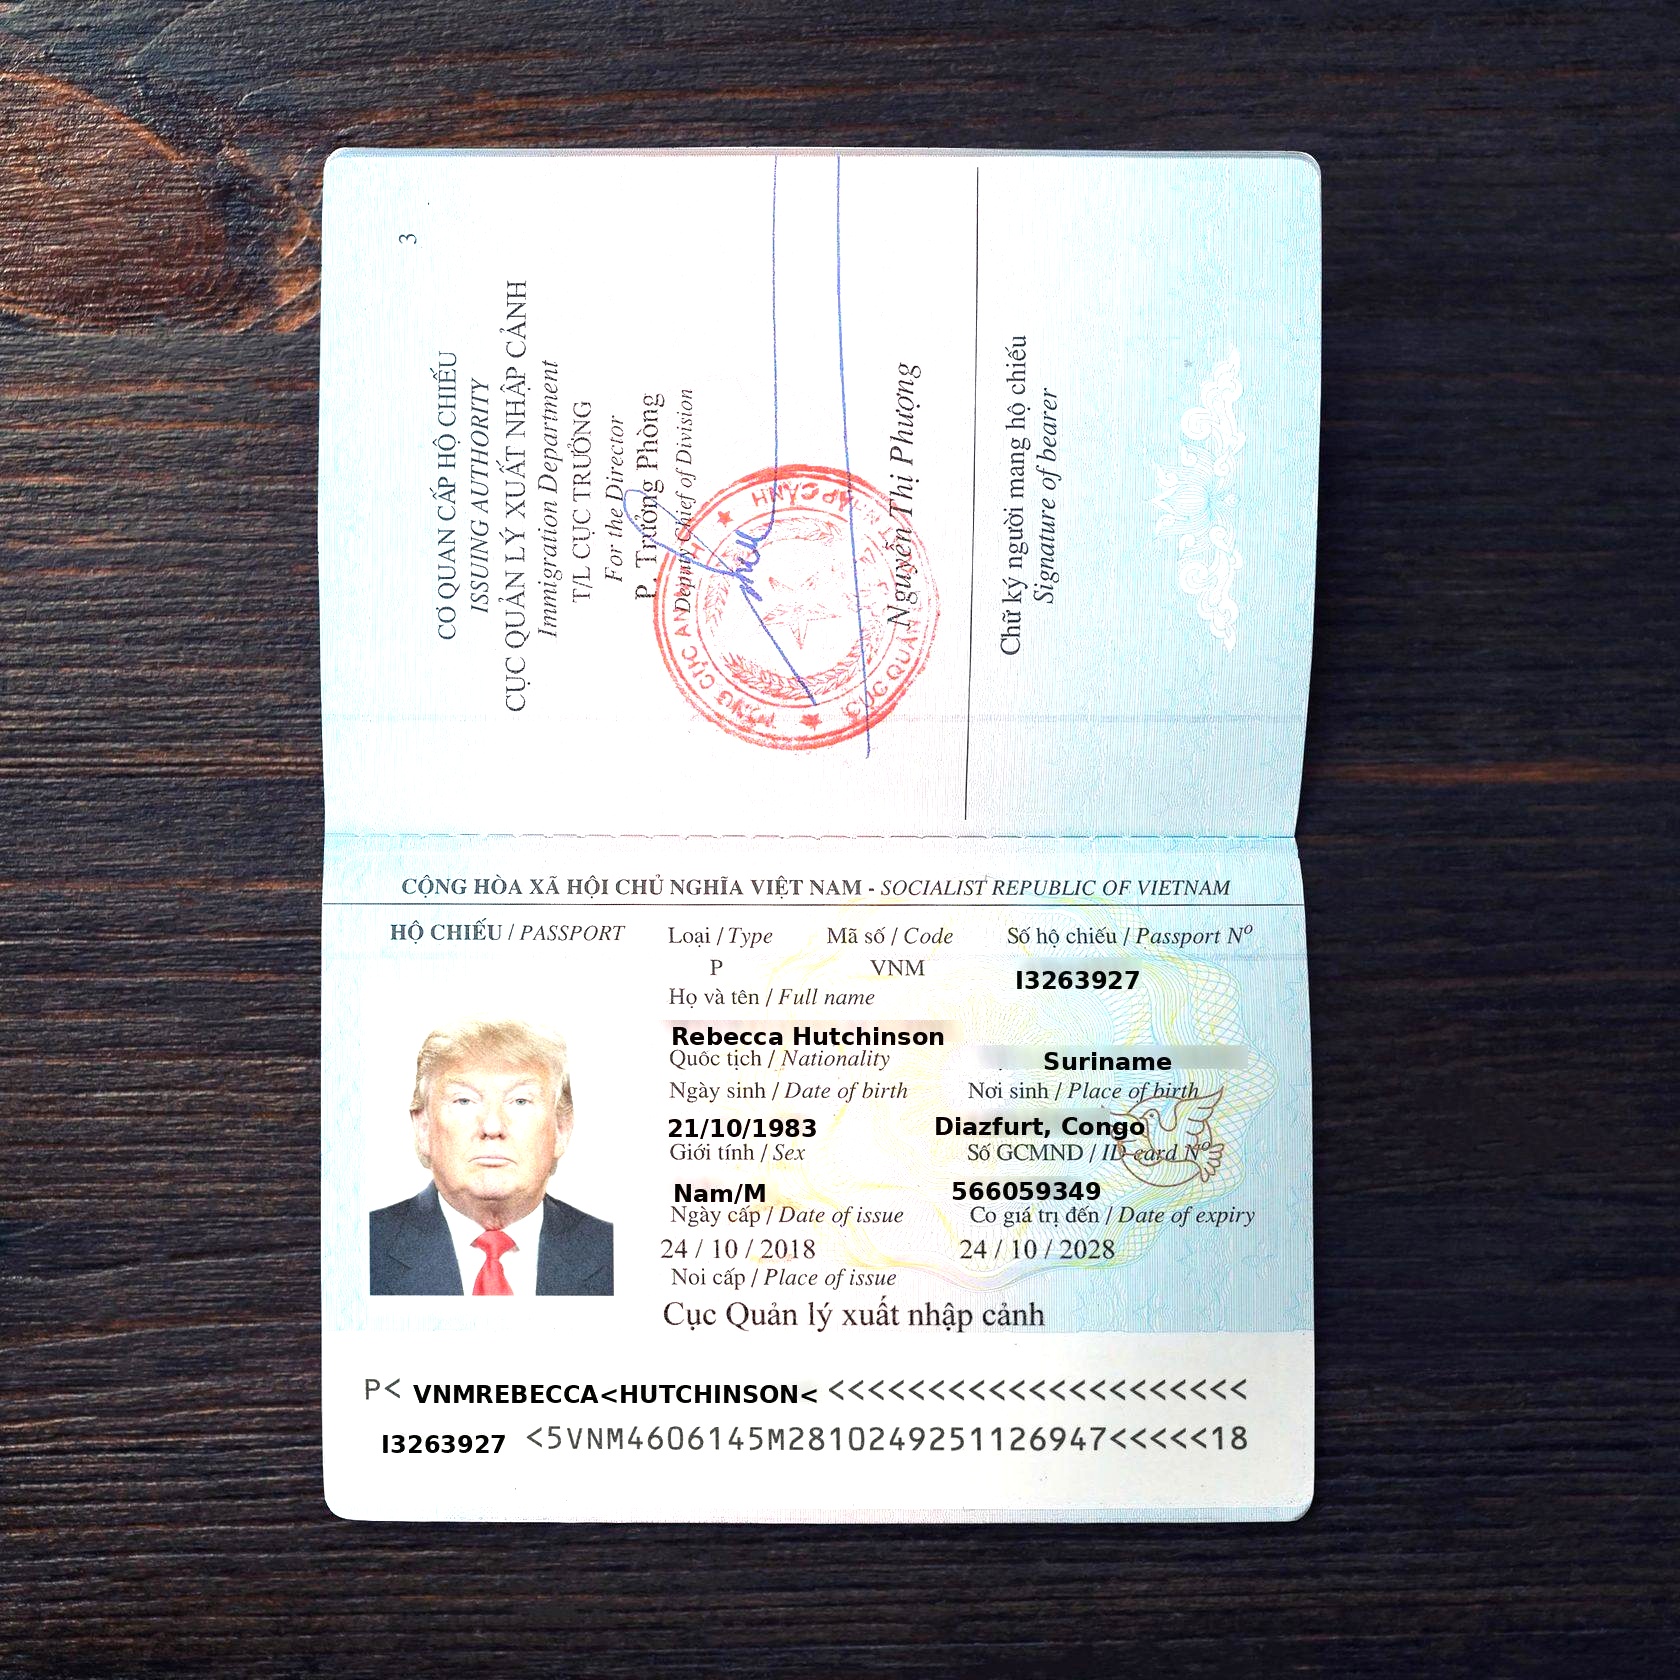 3
CƠ QUAN CẤP HỘ CHIẾU
ISSUING AUTHORITY
CỤC QUẢN LÝ XUẤT NHẬP CẢNH
Immigration Department
T/L CỤC TRƯỞNG
For the Director
P. Trưởng Phòng
Deputy Chief of Division
Nguyễn Thị Phượng
Chữ ký người mang hộ chiếu
Signature of bearer
CỘNG HÒA XÃ HỘI CHỦ NGHĨA VIỆT NAM - SOCIALIST REPUBLIC OF VIETNAM
HỘ CHIẾU / PASSPORT Loại / Type Mã số / Code Số hộ chiếu / Passport Nº
P VNM I3263927
Họ và tên / Full name
Rebecca Hutchinson
Quốc tịch / Nationality Suriname
Ngày sinh / Date of birth Nơi sinh / Place of birth
21/10/1983 Diazfurt, Congo
Giới tính / Sex Số GCMND / ID card Nº
Nam/M 566059349
Ngày cấp / Date of issue Có giá trị đến / Date of expiry
24 / 10 / 2018 24 / 10 / 2028
Noi cấp / Place of issue
Cục Quản lý xuất nhập cảnh
P< VNMREBECCA<HUTCHINSON< <<<<<<<<<<<<<<<<<<<<<
I3263927 <5VNM4606145M2810249251126947<<<<<18